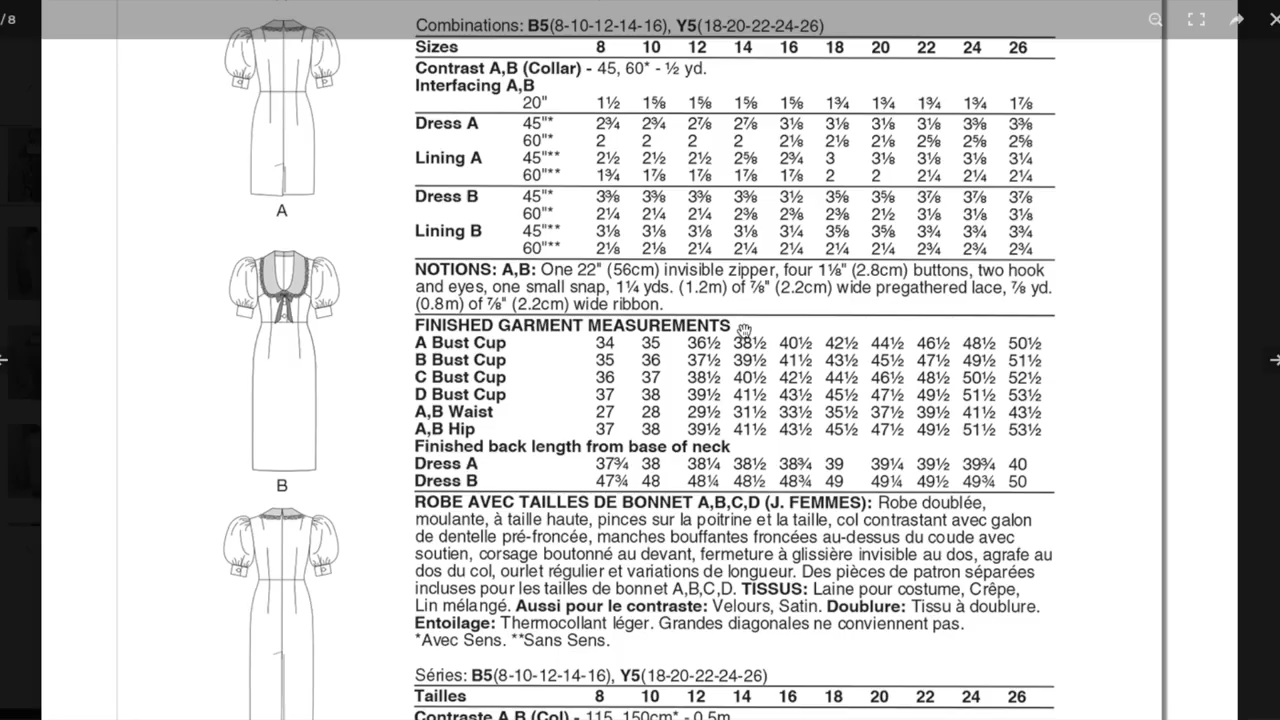 /8
Combinations: B5(8-10-12-14-16), Y5(18-20-22-24-26)
Sizes 8 10 12 14 16 18 20 22 24 26
Contrast A,B (Collar) - 45, 60* - ½ yd.
Interfacing A,B
20" 1½ 1⅝ 1⅝ 1⅝ 1⅝ 1¾ 1¾ 1¾ 1¾ 1⅞
Dress A 45"* 2¾ 2¾ 2⅞ 2⅞ 3⅛ 3⅛ 3⅛ 3⅛ 3⅜ 3⅜
60"* 2 2 2 2 2⅛ 2⅛ 2⅛ 2⅝ 2⅝ 2⅝
Lining A 45"** 2½ 2½ 2½ 2⅝ 2¾ 3 3⅛ 3⅛ 3⅛ 3¼
60"** 1¾ 1⅞ 1⅞ 1⅞ 1⅞ 2 2 2¼ 2¼ 2¼
A
Dress B 45"* 3⅜ 3⅜ 3⅜ 3⅜ 3½ 3⅝ 3⅝ 3⅞ 3⅞ 3⅞
60"* 2¼ 2¼ 2¼ 2⅜ 2⅜ 2⅜ 2½ 3⅛ 3⅛ 3⅛
Lining B 45"** 3⅛ 3⅛ 3⅛ 3⅛ 3¼ 3⅝ 3⅝ 3¾ 3¾ 3¾
60"** 2⅛ 2⅛ 2¼ 2¼ 2¼ 2¼ 2¼ 2¾ 2¾ 2¾
NOTIONS: A,B: One 22" (56cm) invisible zipper, four 1⅛" (2.8cm) buttons, two hook
and eyes, one small snap, 1¼ yds. (1.2m) of ⅞" (2.2cm) wide pregathered lace, ⅞ yd.
(0.8m) of ⅞" (2.2cm) wide ribbon.
FINISHED GARMENT MEASUREMENTS
A Bust Cup 34 35 36½ 38½ 40½ 42½ 44½ 46½ 48½ 50½
B Bust Cup 35 36 37½ 39½ 41½ 43½ 45½ 47½ 49½ 51½
C Bust Cup 36 37 38½ 40½ 42½ 44½ 46½ 48½ 50½ 52½
D Bust Cup 37 38 39½ 41½ 43½ 45½ 47½ 49½ 51½ 53½
A,B Waist 27 28 29½ 31½ 33½ 35½ 37½ 39½ 41½ 43½
A,B Hip 37 38 39½ 41½ 43½ 45½ 47½ 49½ 51½ 53½
Finished back length from base of neck
Dress A 37¾ 38 38¼ 38½ 38¾ 39 39¼ 39½ 39¾ 40
Dress B 47¾ 48 48¼ 48½ 48¾ 49 49¼ 49½ 49¾ 50
B
ROBE AVEC TAILLES DE BONNET A,B,C,D (J. FEMMES): Robe doublée,
moulante, à taille haute, pinces sur la poitrine et la taille, col contrastant avec galon
de dentelle pré-froncée, manches bouffantes froncées au-dessus du coude avec
soutien, corsage boutonné au devant, fermeture à glissière invisible au dos, agrafe au
dos du col, ourlet régulier et variations de longueur. Des pièces de patron séparées
incluses pour les tailles de bonnet A,B,C,D. TISSUS: Laine pour costume, Crêpe,
Lin mélangé. Aussi pour le contraste: Velours, Satin. Doublure: Tissu à doublure.
Entoilage: Thermocollant léger. Grandes diagonales ne conviennent pas.
*Avec Sens. **Sans Sens.
Séries: B5(8-10-12-14-16), Y5(18-20-22-24-26)
Tailles 8 10 12 14 16 18 20 22 24 26
Contraste A,B (Col) - 115, 150cm* - 0.5m